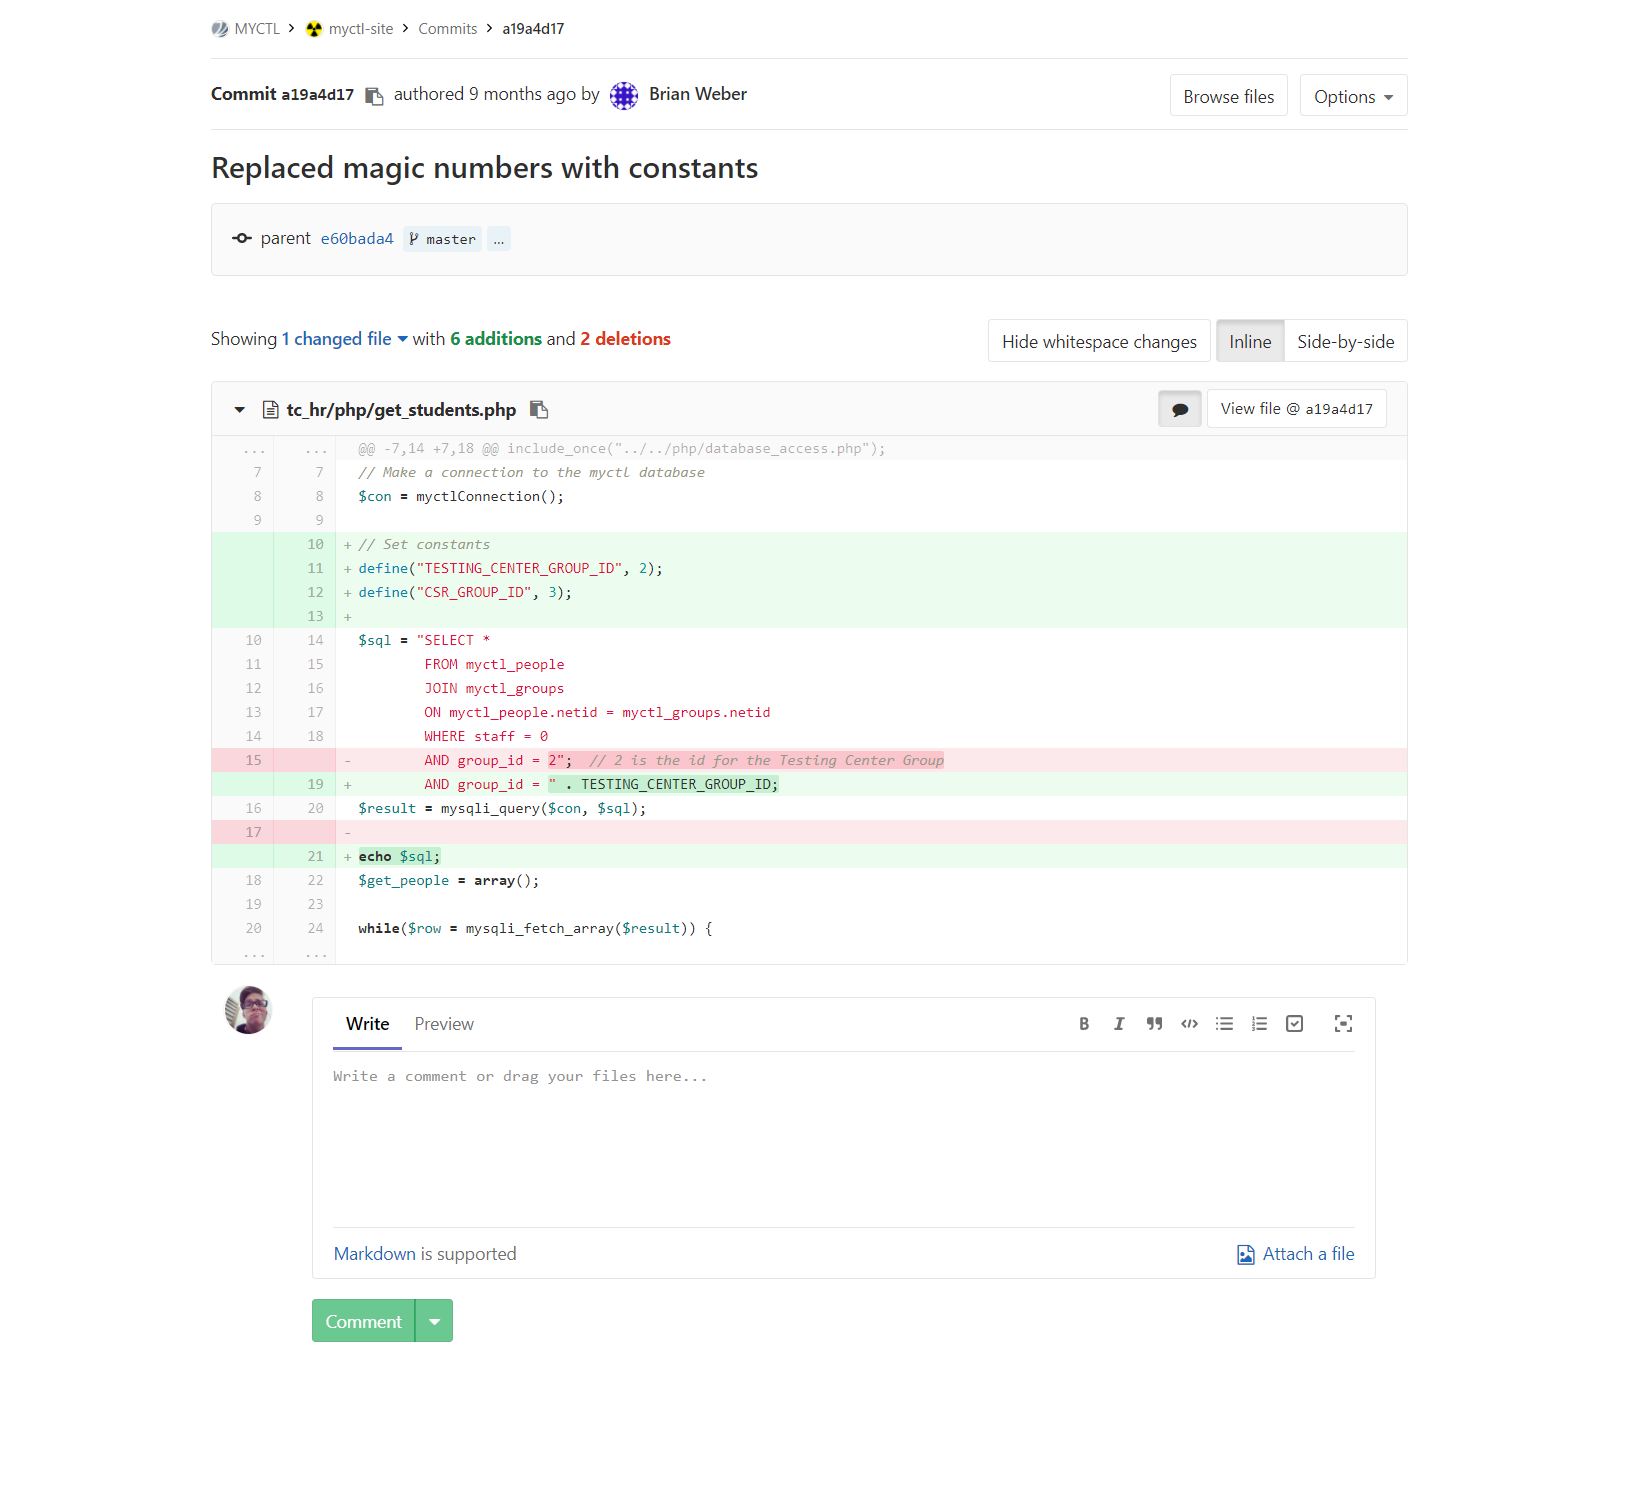 MYCTL > myctl-site > Commits > a19a4d17
Commit a19a4d17 authored 9 months ago by Brian Weber
Browse files
Options
Replaced magic numbers with constants
parent e60bada4 master ...
Showing 1 changed file with 6 additions and 2 deletions
Hide whitespace changes
Inline
Side-by-side
tc_hr/php/get_students.php
View file @ a19a4d17
... ... @@ -7,14 +7,18 @@ include_once("../../php/database_access.php");
7 7 // Make a connection to the myctl database
8 8 $con = myctlConnection();
9 9
10 + // Set constants
11 + define("TESTING_CENTER_GROUP_ID", 2);
12 + define("CSR_GROUP_ID", 3);
13 +
10 14 $sql = "SELECT *
11 15 FROM myctl_people
12 16 JOIN myctl_groups
13 17 ON myctl_people.netid = myctl_groups.netid
14 18 WHERE staff = 0
15 - AND group_id = 2"; // 2 is the id for the Testing Center Group
19 + AND group_id = " . TESTING_CENTER_GROUP_ID;
16 20 $result = mysqli_query($con, $sql);
17 -
21 + echo $sql;
18 22 $get_people = array();
19 23
20 24 while($row = mysqli_fetch_array($result)) {
... ...
Write
Preview
Write a comment or drag your files here...
Markdown is supported
Attach a file
Comment